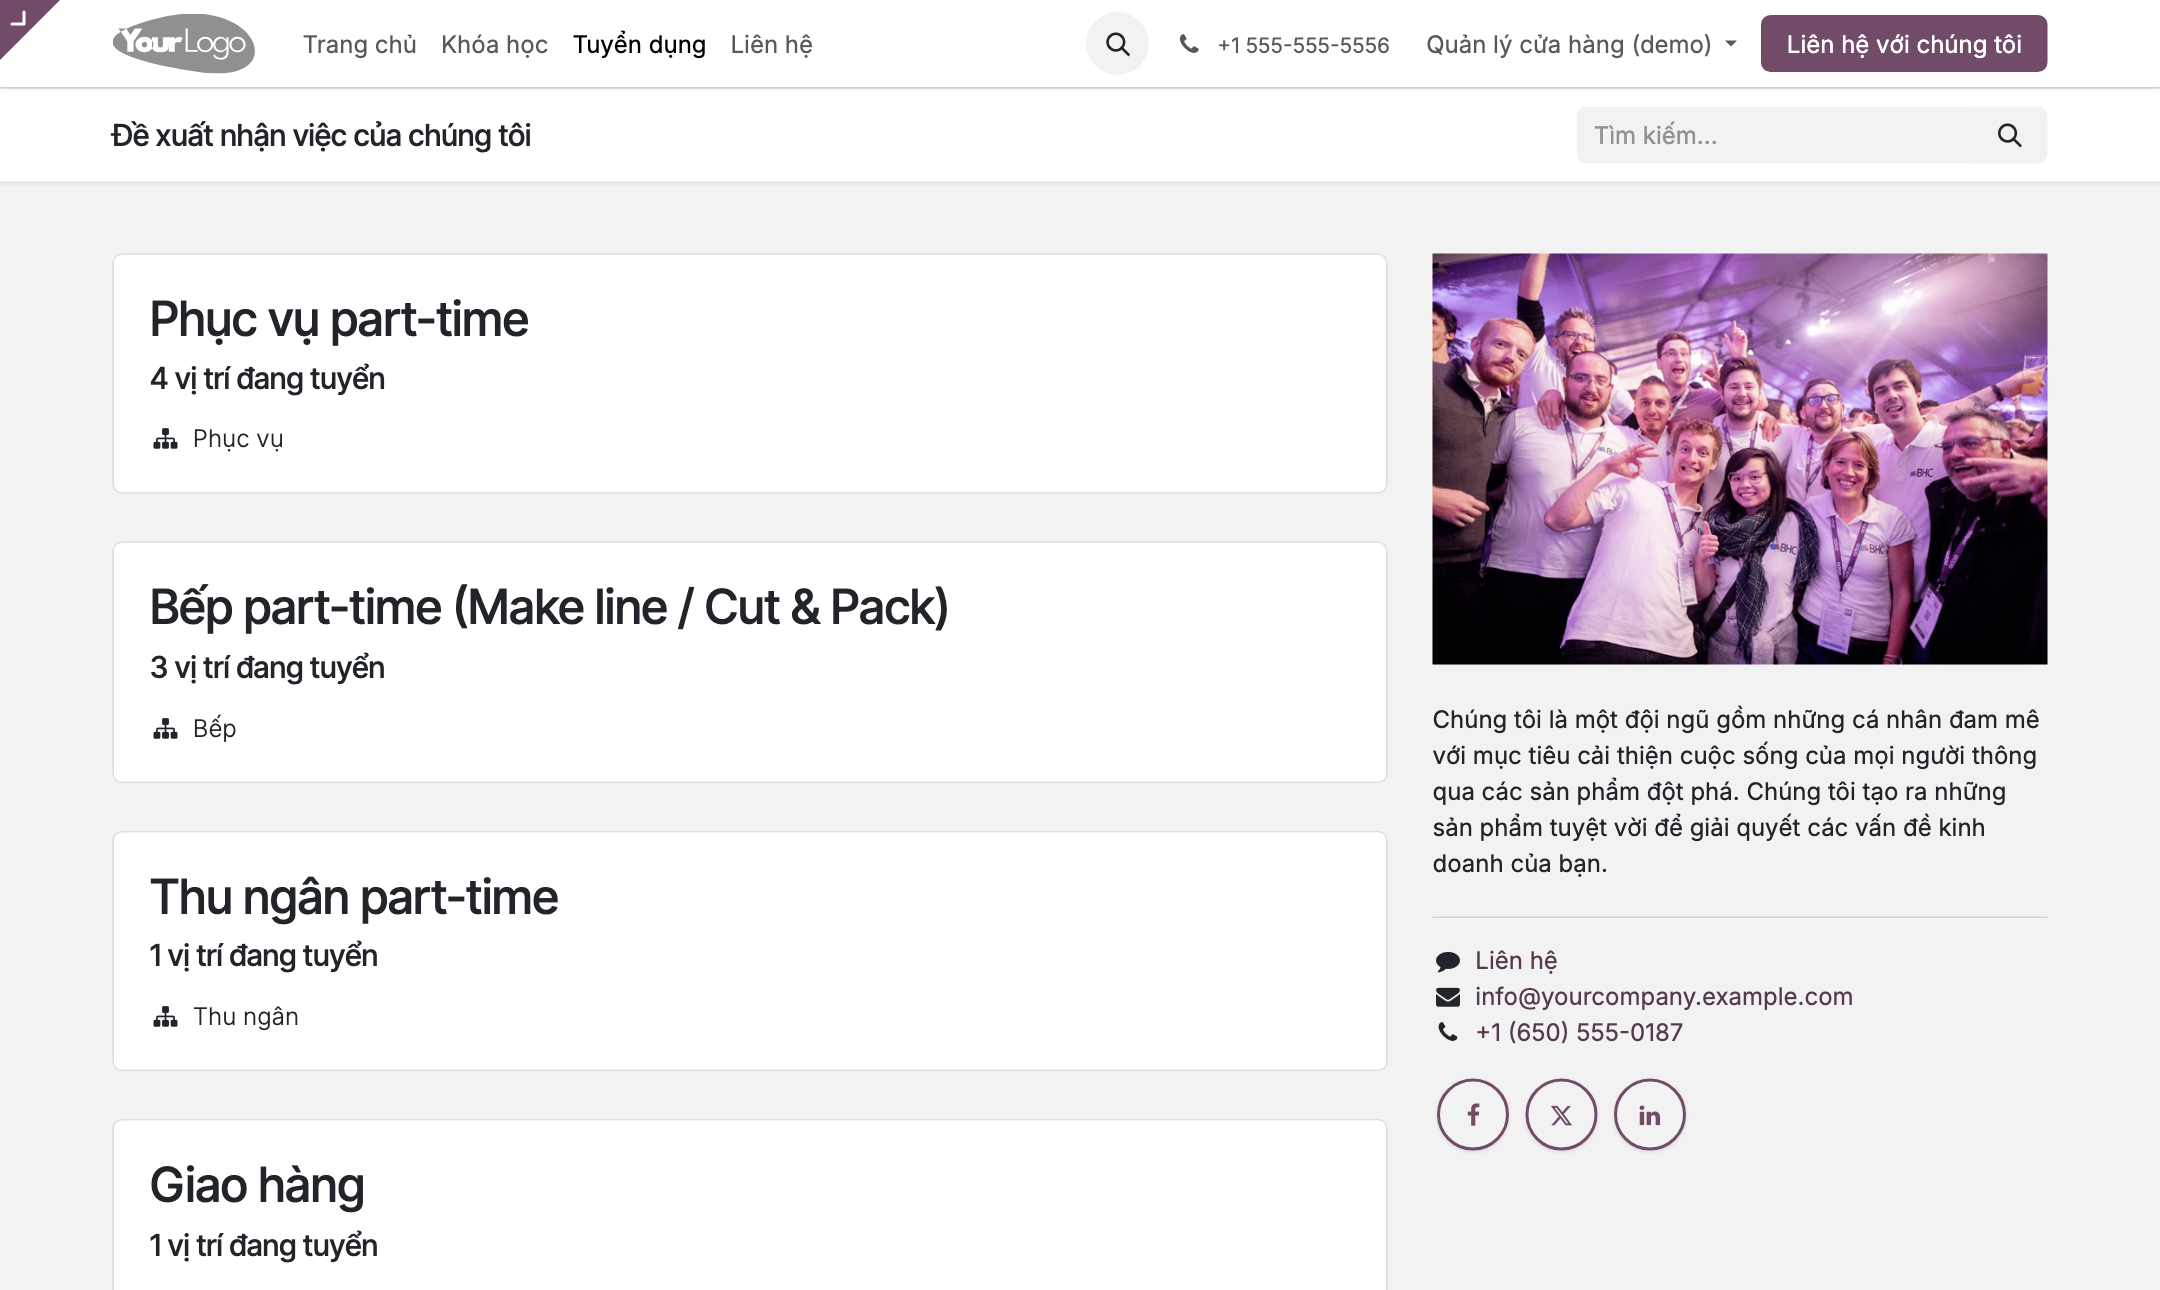 YourLogo
Trang chủ
Khóa học
Tuyển dụng
Liên hệ
+1 555-555-5556
Quản lý cửa hàng (demo)
Liên hệ với chúng tôi
Đề xuất nhận việc của chúng tôi
Tìm kiếm...
Phục vụ part-time
4 vị trí đang tuyển
Phục vụ
Bếp part-time (Make line / Cut & Pack)
3 vị trí đang tuyển
Bếp
Thu ngân part-time
1 vị trí đang tuyển
Thu ngân
Giao hàng
1 vị trí đang tuyển
BHC
BHC
BHC
Chúng tôi là một đội ngũ gồm những cá nhân đam mê
với mục tiêu cải thiện cuộc sống của mọi người thông
qua các sản phẩm đột phá. Chúng tôi tạo ra những
sản phẩm tuyệt vời để giải quyết các vấn đề kinh
doanh của bạn.
Liên hệ
info@yourcompany.example.com
+1 (650) 555-0187